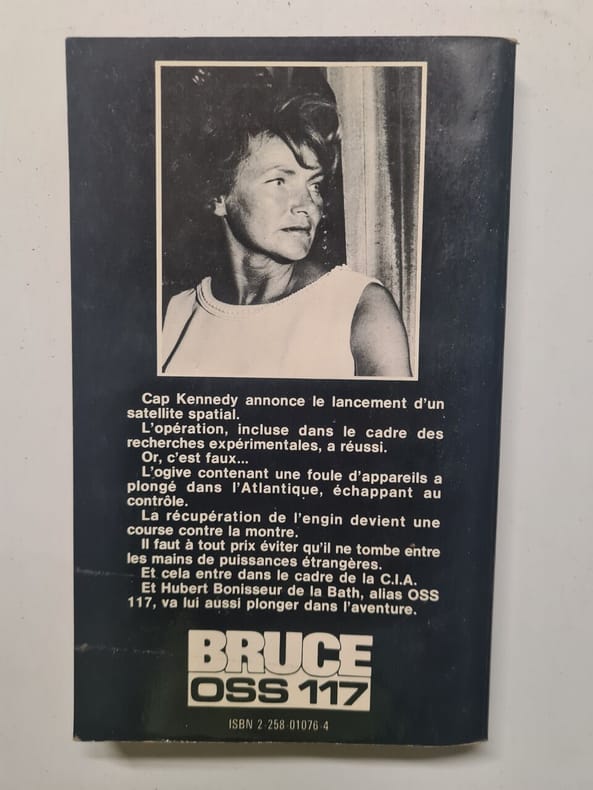 Cap Kennedy annonce le lancement d'un
satellite spatial.
L'opération, incluse dans le cadre des
recherches expérimentales, a réussi.
Or, c'est faux...
L'ogive contenant une foule d'appareils a
plongé dans l'Atlantique, échappant au
contrôle.
La récupération de l'engin devient une
course contre la montre.
Il faut à tout prix éviter qu'il ne tombe entre
les mains de puissances étrangères.
Et cela entre dans le cadre de la C.I.A.
Et Hubert Bonisseur de la Bath, alias OSS
117, va lui aussi plonger dans l'aventure.
BRUCE
OSS 117
ISBN 2-258-01076-4